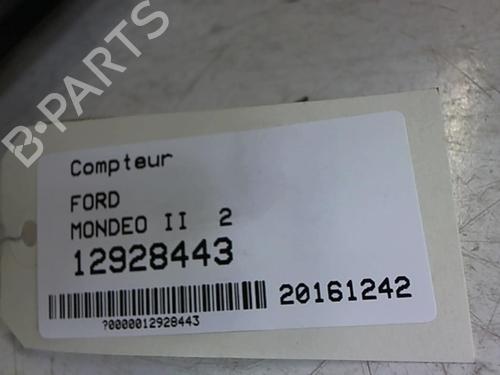 B-PARTS
Compteur
FORD
MONDEO II 2
12928443
20161242
?0000012928443